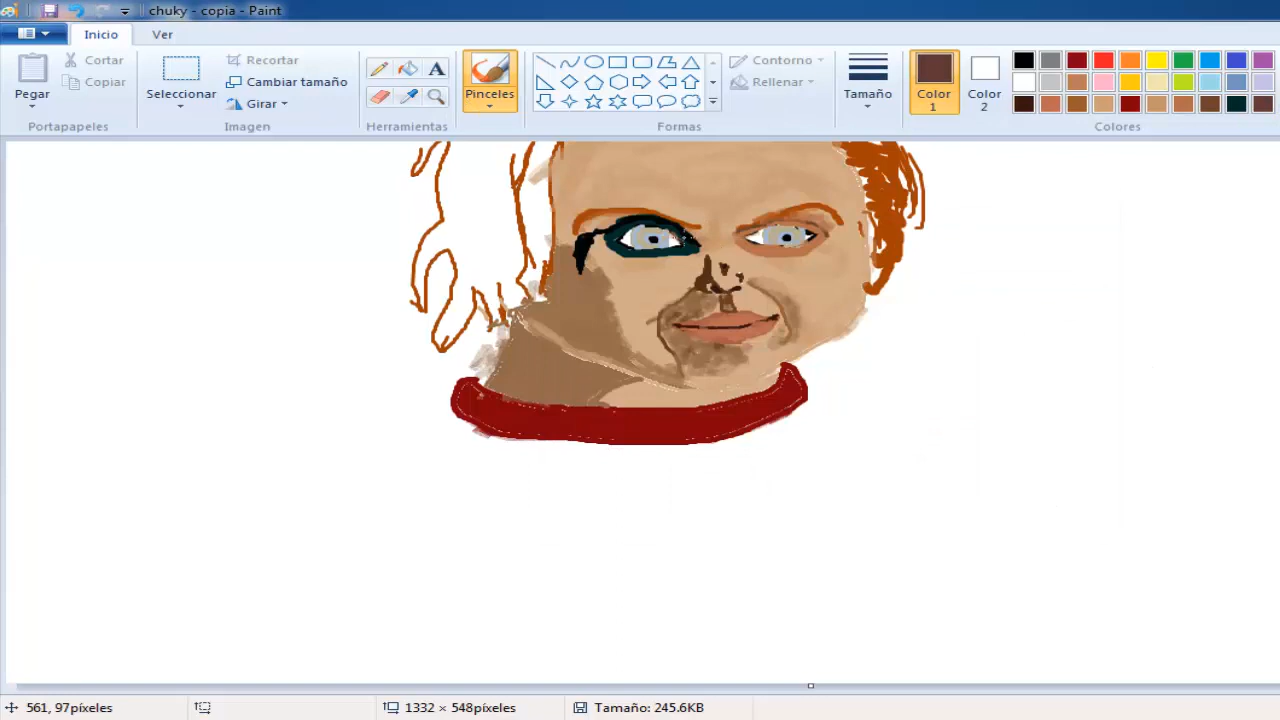 chuky - copia - Paint
Inicio
Ver
Pegar
Cortar
Copiar
Portapapeles
Seleccionar
Recortar
Cambiar tamaño
Girar
Imagen
A
Herramientas
Pinceles
Contorno
Rellenar
Formas
Tamaño
Color
1
Color
2
Colores
561, 97píxeles
1332 × 548píxeles
Tamaño: 245.6KB